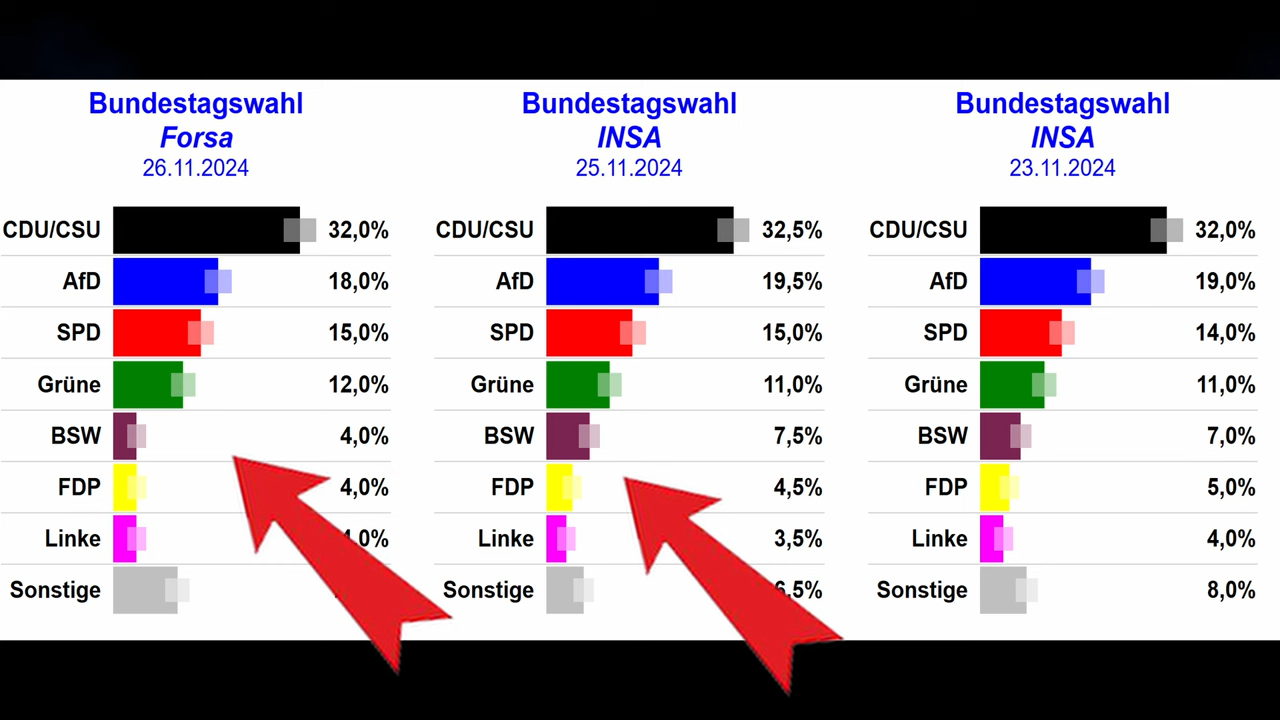 Bundestagswahl
Forsa
26.11.2024
CDU/CSU 32,0%
AfD 18,0%
SPD 15,0%
Grüne 12,0%
BSW 4,0%
FDP 4,0%
Linke
Sonstige
Bundestagswahl
INSA
25.11.2024
CDU/CSU 32,5%
AfD 19,5%
SPD 15,0%
Grüne 11,0%
BSW 7,5%
FDP 4,5%
Linke 3,5%
Sonstige 6,5%
Bundestagswahl
INSA
23.11.2024
CDU/CSU 32,0%
AfD 19,0%
SPD 14,0%
Grüne 11,0%
BSW 7,0%
FDP 5,0%
Linke 4,0%
Sonstige 8,0%